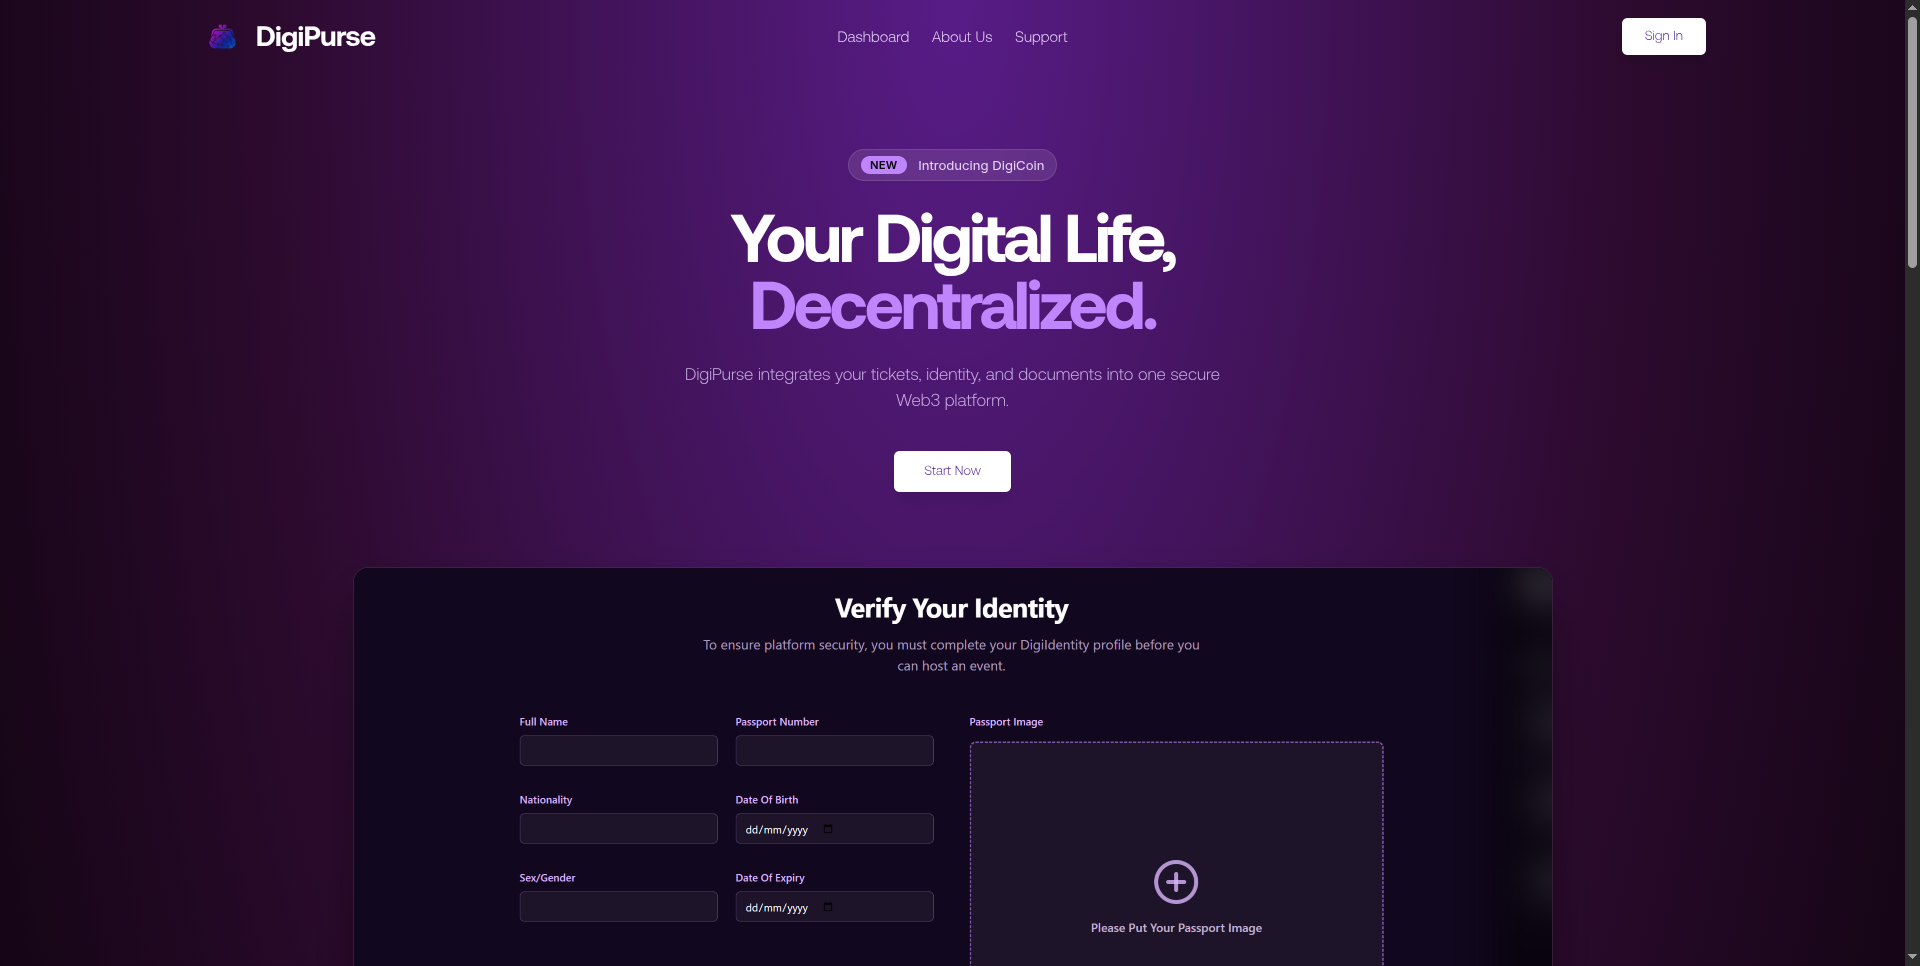 DigiPurse
Dashboard
About Us
Support
Sign In
NEW Introducing DigiCoin
Your Digital Life,
Decentralized.
DigiPurse integrates your tickets, identity, and documents into one secure
Web3 platform.
Start Now
Verify Your Identity
To ensure platform security, you must complete your DigiIdentity profile before you
can host an event.
Full Name
Passport Number
Passport Image
Nationality
Date Of Birth
dd/mm/yyyy
Sex/Gender
Date Of Expiry
dd/mm/yyyy
Please Put Your Passport Image